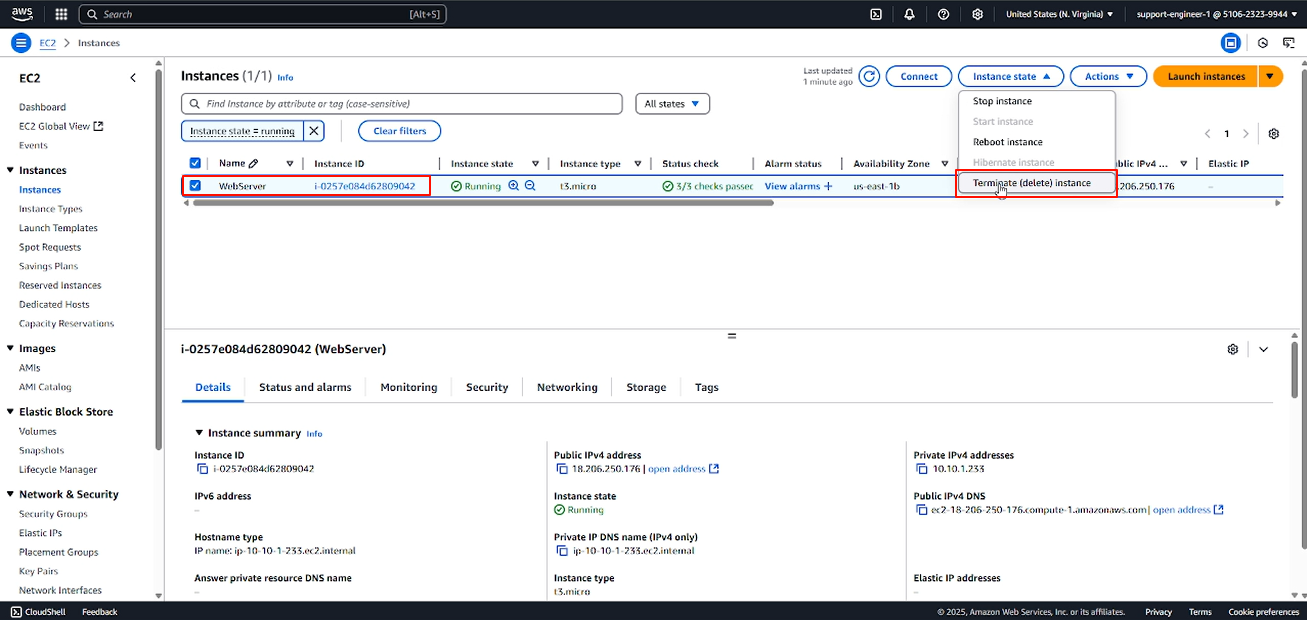 aws
Search [Alt+S]
United States (N. Virginia)
support-engineer-1 @ 5106-2323-9944
EC2 > Instances
EC2
Dashboard
EC2 Global View
Events
Instances
Instances
Instance Types
Launch Templates
Spot Requests
Savings Plans
Reserved Instances
Dedicated Hosts
Capacity Reservations
Images
AMIs
AMI Catalog
Elastic Block Store
Volumes
Snapshots
Lifecycle Manager
Network & Security
Security Groups
Elastic IPs
Placement Groups
Key Pairs
Network Interfaces
Instances (1/1) Info
Last updated
1 minute ago
Connect
Instance state
Actions
Launch instances
Find Instance by attribute or tag (case-sensitive)
All states
Instance state = running
Clear filters
Stop instance
Start instance
Reboot instance
Hibernate instance
Terminate (delete) instance
1
Name Instance ID Instance state Instance type Status check Alarm status Availability Zone ublic IPv4 ... Elastic IP
WebServer i-0257e084d62809042 Running t3.micro 3/3 checks passec View alarms + us-east-1b .206.250.176 –
i-0257e084d62809042 (WebServer)
Details Status and alarms Monitoring Security Networking Storage Tags
Instance summary Info
Instance ID
i-0257e084d62809042
IPv6 address
–
Hostname type
IP name: ip-10-10-1-233.ec2.internal
Answer private resource DNS name
–
Public IPv4 address
18.206.250.176 | open address
Instance state
Running
Private IP DNS name (IPv4 only)
ip-10-10-1-233.ec2.internal
Instance type
t3.micro
Private IPv4 addresses
10.10.1.233
Public IPv4 DNS
ec2-18-206-250-176.compute-1.amazonaws.com | open address
Elastic IP addresses
–
CloudShell Feedback
© 2025, Amazon Web Services, Inc. or its affiliates. Privacy Terms Cookie preferences